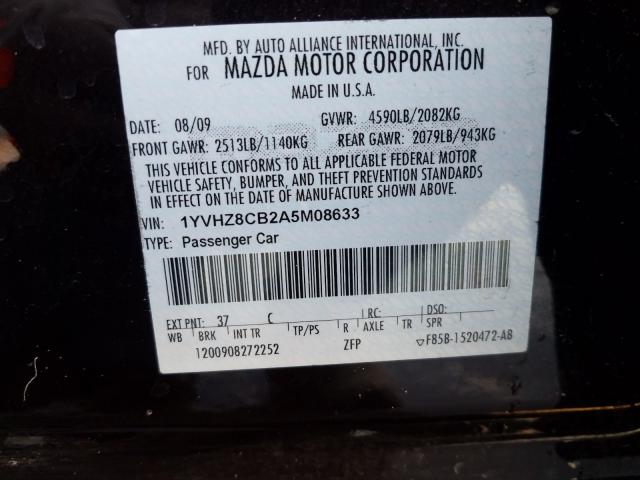 MFD. BY AUTO ALLIANCE INTERNATIONAL, INC.
FOR MAZDA MOTOR CORPORATION
MADE IN U.S.A.
DATE: 08/09 GVWR: 4590LB/2082KG
FRONT GAWR: 2513LB/1140KG REAR GAWR: 2079LB/943KG
THIS VEHICLE CONFORMS TO ALL APPLICABLE FEDERAL MOTOR
VEHICLE SAFETY, BUMPER, AND THEFT PREVENTION STANDARDS
IN EFFECT ON THE DATE OF MANUFACTURE SHOWN ABOVE.
VIN: 1YVHZ8CB2A5M08633
TYPE: Passenger Car
EXT PNT: 37 C RC: DSO:
WB BRK INT TR TP/PS R AXLE TR SPR
1200908272252 ZFP ▽F85B-1520472-AB